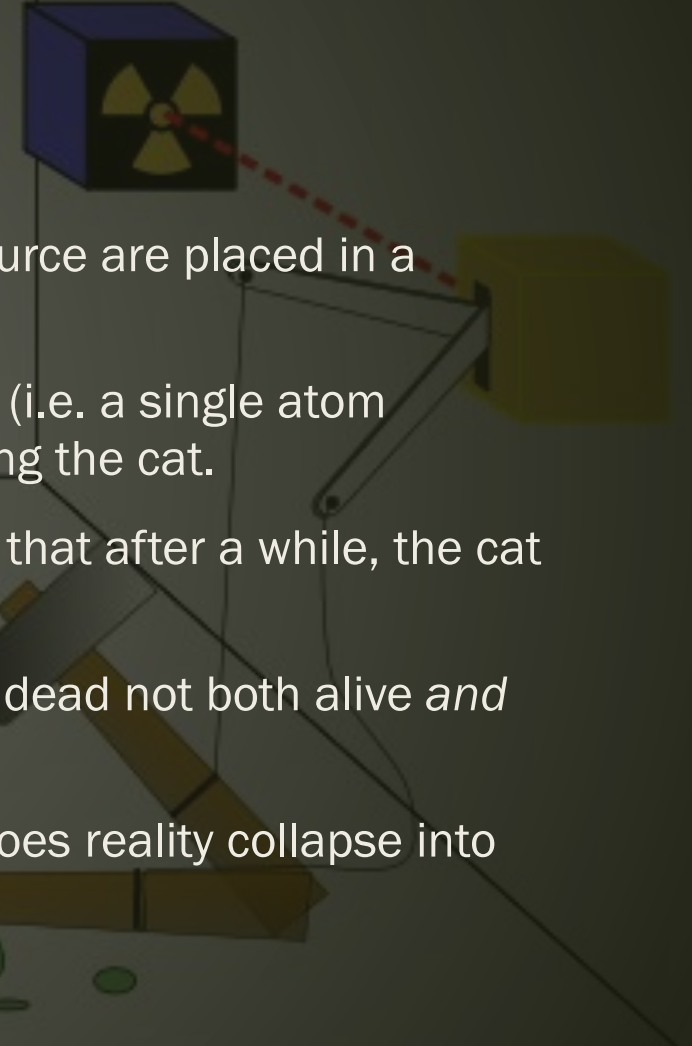 urce are placed in a
(i.e. a single atom
ng the cat.
that after a while, the cat
dead not both alive and
oes reality collapse into